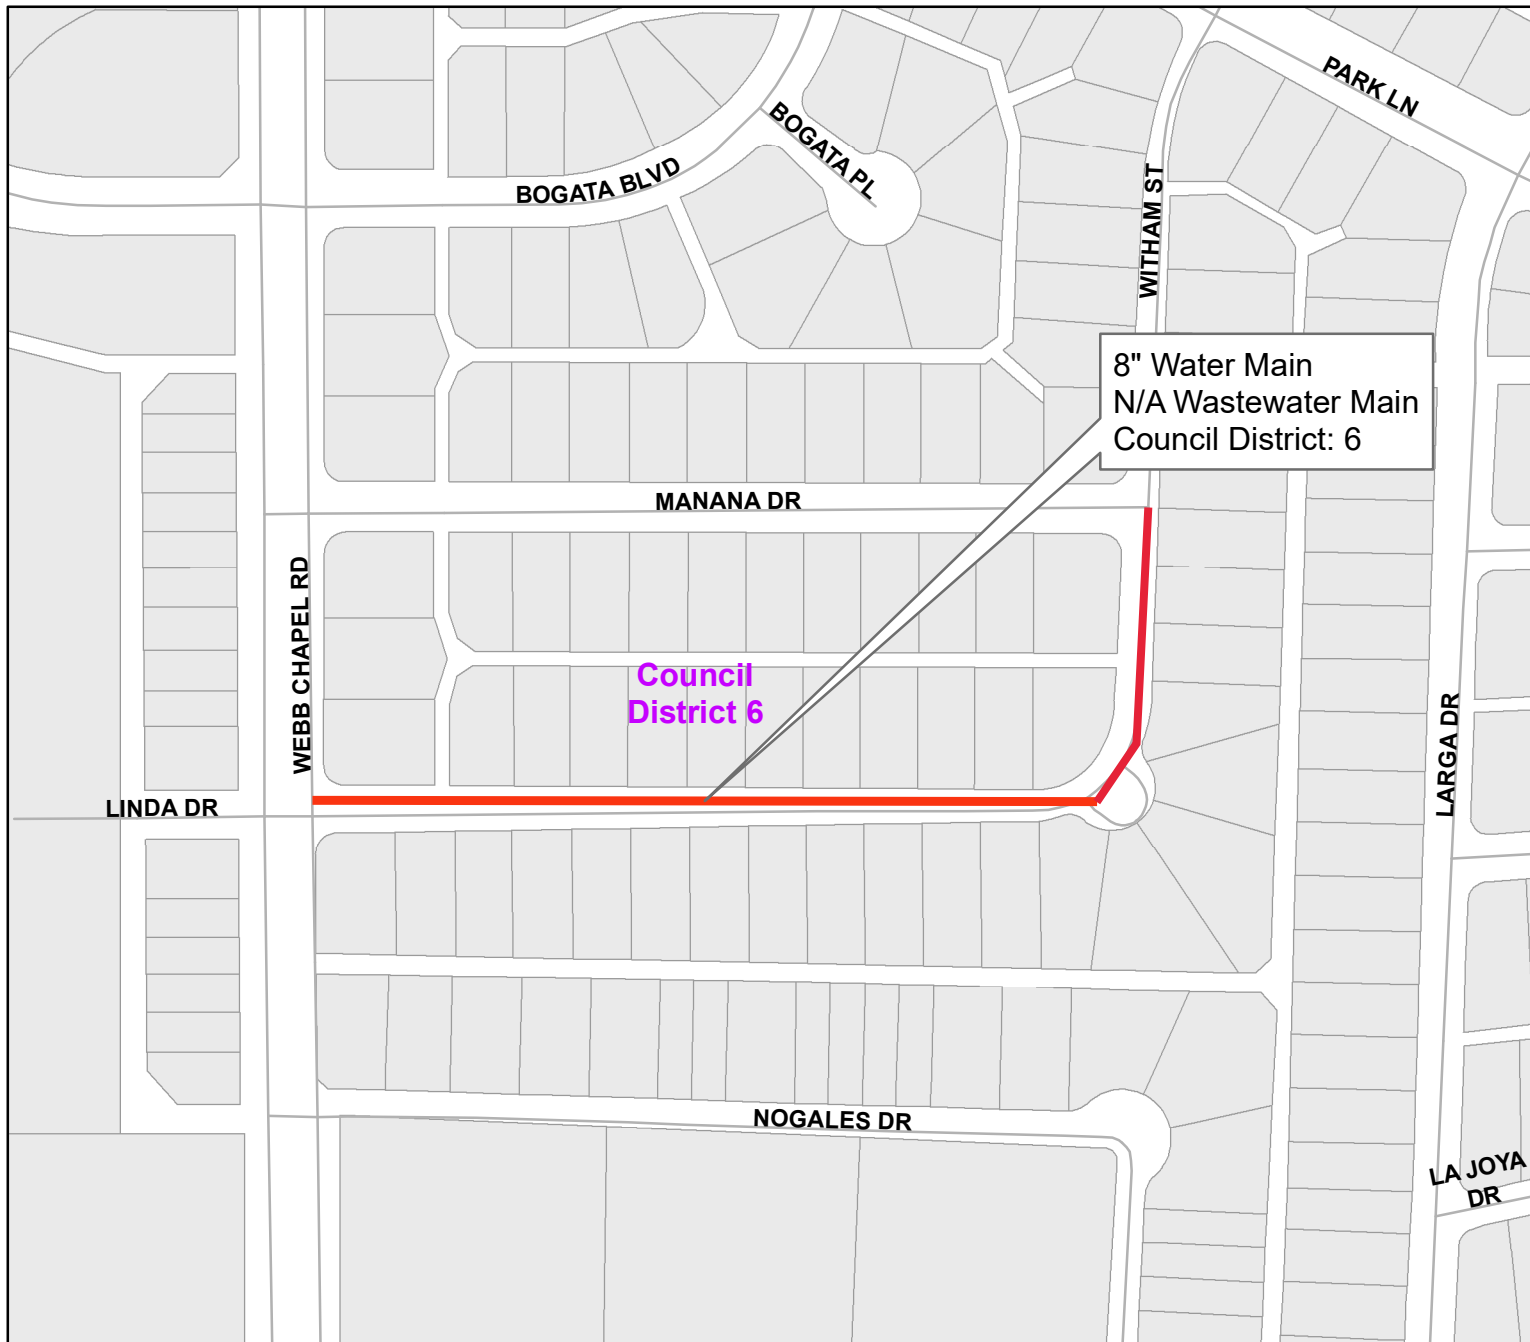 PARK LN
BOGATA PL
BOGATA BLVD
WITHAM ST
8" Water Main
N/A Wastewater Main
Council District: 6
MANANA DR
WEBB CHAPEL RD
Council
District 6
LARGA DR
LINDA DR
NOGALES DR
LA JOYA
DR